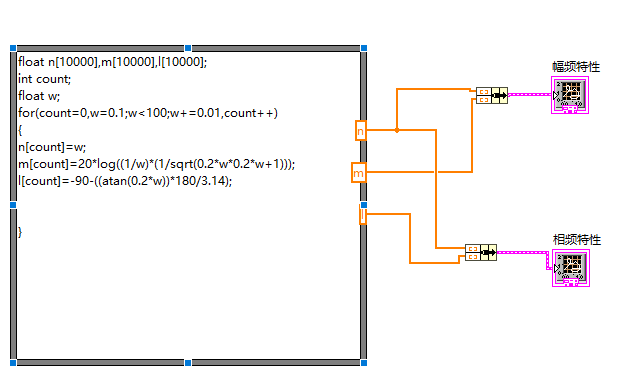 float n[10000],m[10000],l[10000];
int count;
float w;
for(count=0,w=0.1;w<100;w+=0.01,count++)
{
n[count]=w;
m[count]=20*log((1/w)*(1/sqrt(0.2*w*0.2*w+1)));
l[count]=-90-((atan(0.2*w))*180/3.14);
}
n
m
l
幅频特性
相频特性